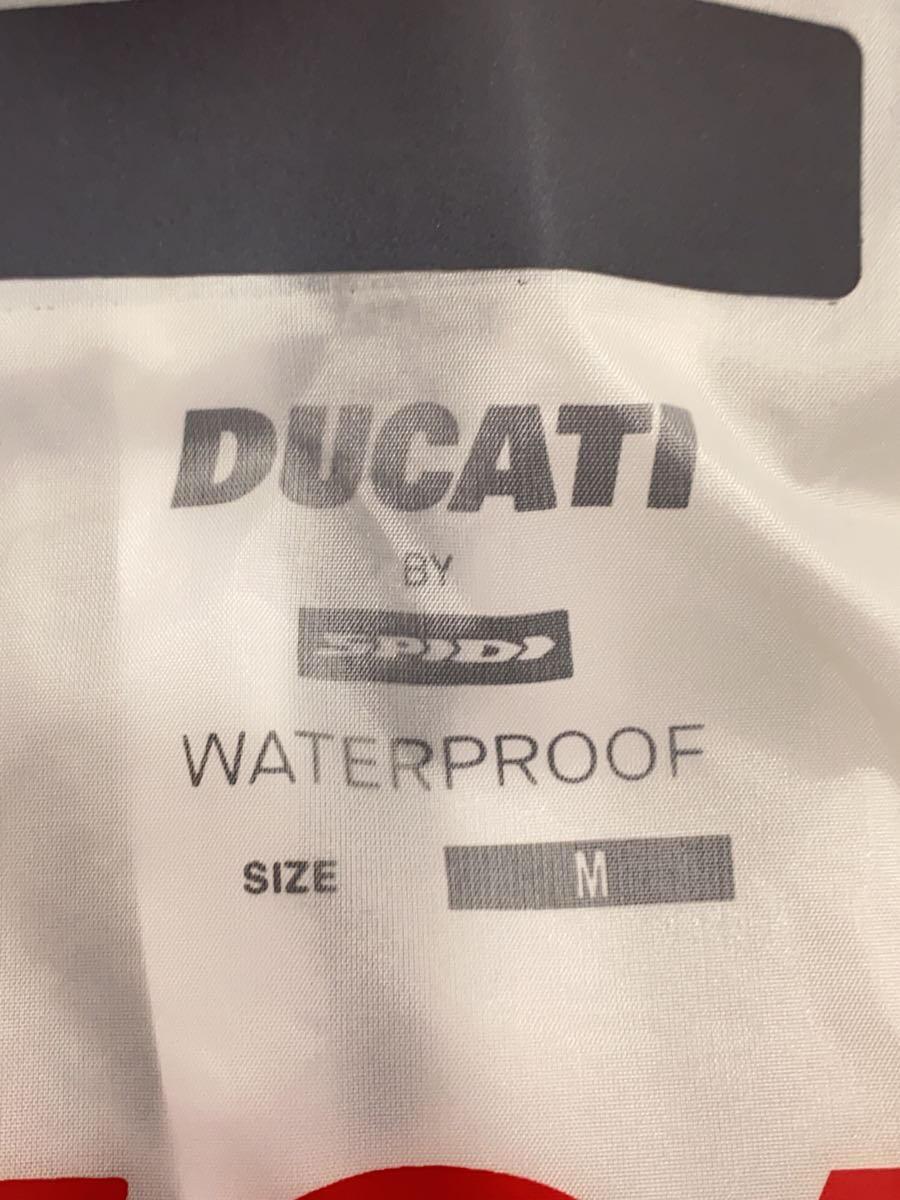 DUCATI
BY
SPIDI
WATERPROOF
SIZE M